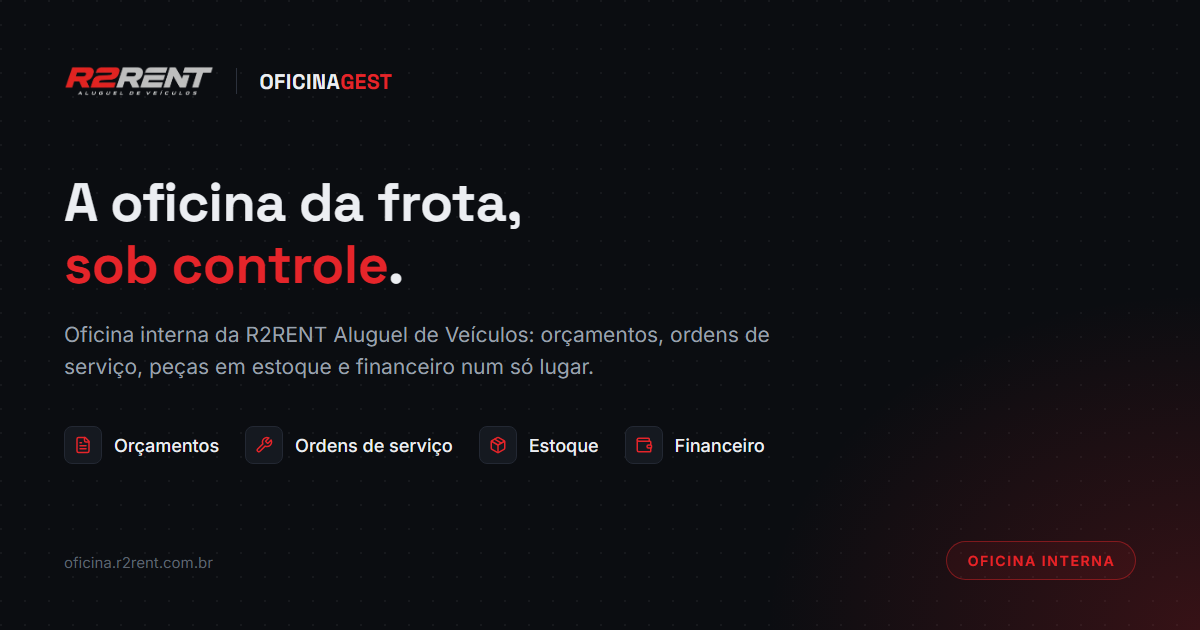 R2RENT
ALUGUEL DE VEÍCULOS
OFICINAGEST
A oficina da frota,
sob controle.
Oficina interna da R2RENT Aluguel de Veículos: orçamentos, ordens de
serviço, peças em estoque e financeiro num só lugar.
Orçamentos
Ordens de serviço
Estoque
Financeiro
oficina.r2rent.com.br
OFICINA INTERNA